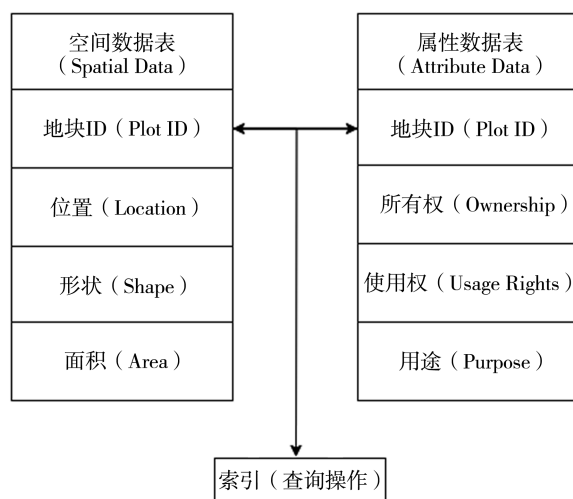 空间数据表
（Spatial Data）
地块ID（Plot ID）
位置（Location）
形状（Shape）
面积（Area）
属性数据表
（Attribute Data）
地块ID（Plot ID）
所有权（Ownership）
使用权（Usage Rights）
用途（Purpose）
索引（查询操作）